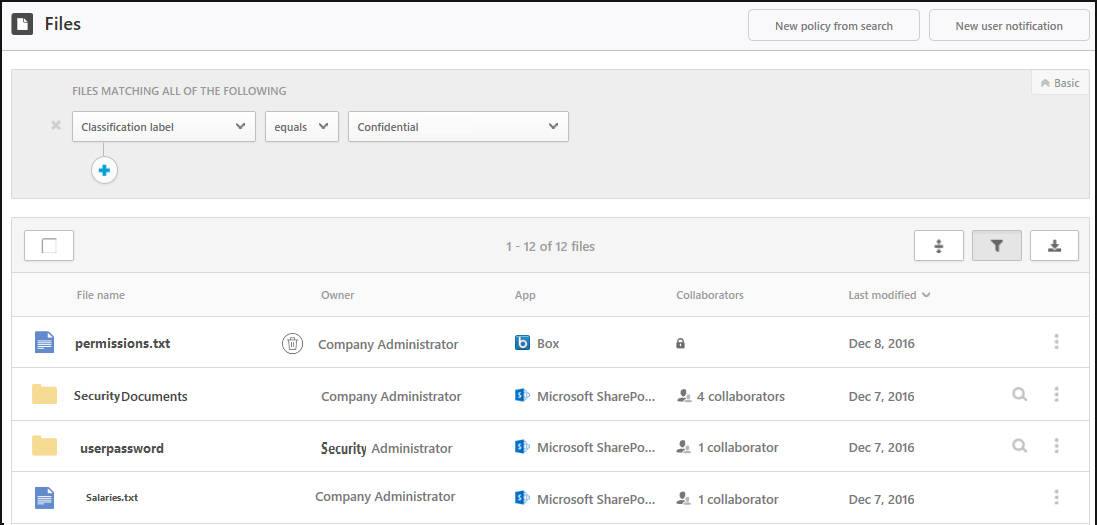 Files
New policy from search
New user notification
FILES MATCHING ALL OF THE FOLLOWING
Basic
Classification label equals Confidential
1 - 12 of 12 files
File name Owner App Collaborators Last modified
permissions.txt Company Administrator b Box Dec 8, 2016
SecurityDocuments Company Administrator S Microsoft SharePo... 4 collaborators Dec 7, 2016
userpassword Security Administrator S Microsoft SharePo... 1 collaborator Dec 7, 2016
Salaries.txt Company Administrator S Microsoft SharePo... 1 collaborator Dec 7, 2016